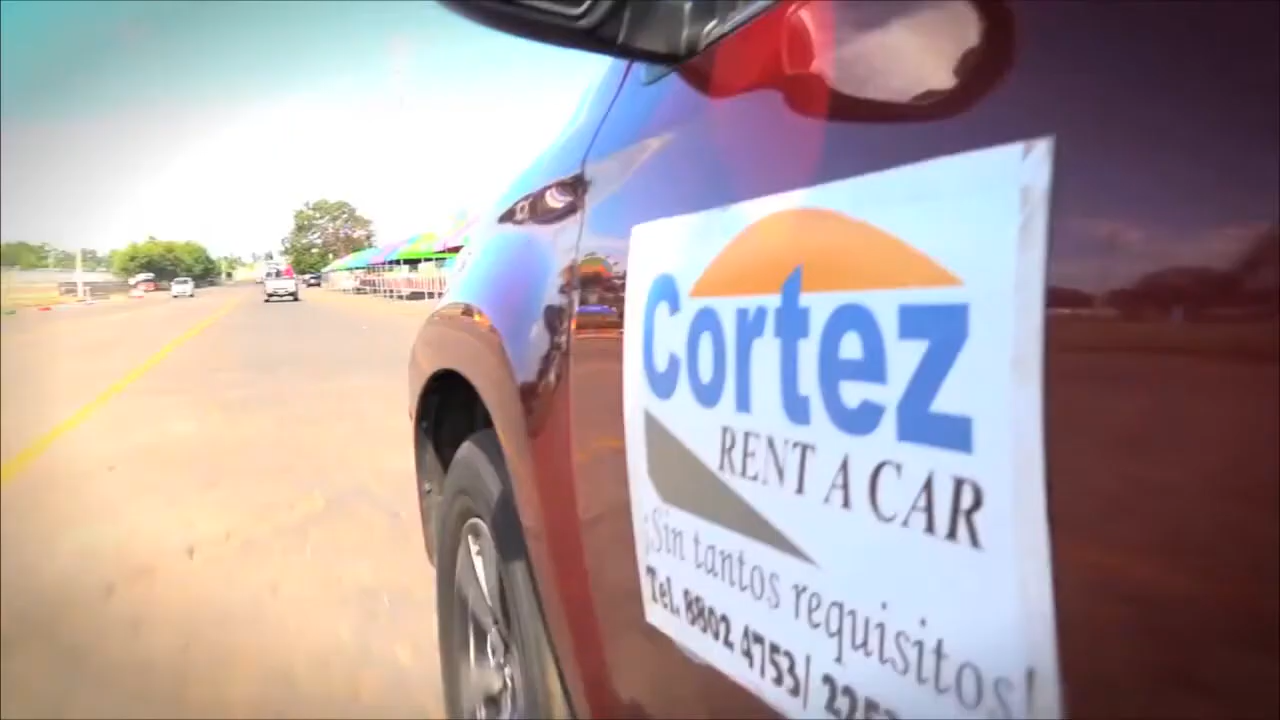 Cortez
RENT A CAR
¡Sin tantos requisitos!
Tel. 8802 4753/